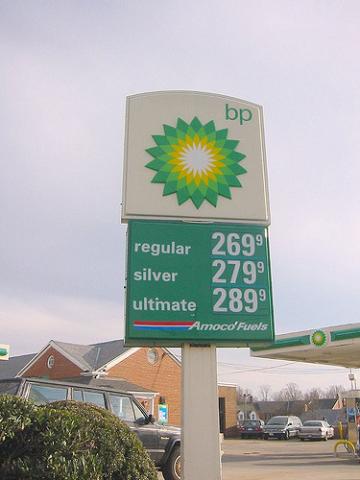 bp
regular 269 9
silver 279 9
ultimate 289 9
Amoco Fuels